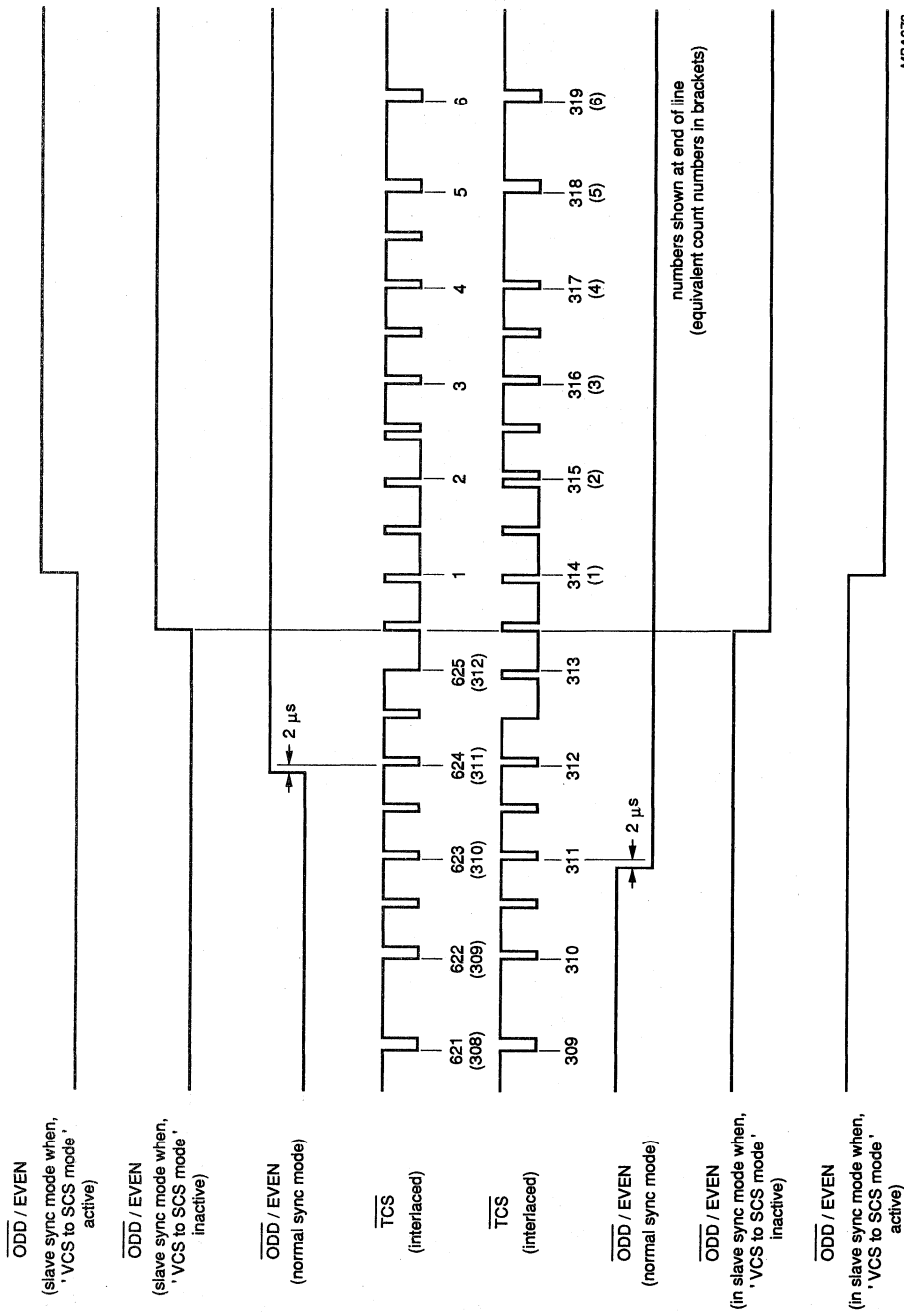 ODD / EVEN
(slave sync mode when,
' VCS to SCS mode '
active)
ODD / EVEN
(slave sync mode when,
' VCS to SCS mode '
inactive)
ODD / EVEN
(normal sync mode)
2 µs
TCS
(interlaced)
621 622 623 624 625 1 2 3 4 5 6
(308) (309) (310) (311) (312)
TCS
(interlaced)
309 310 311 312 313 314 315 316 317 318 319
(1) (2) (3) (4) (5) (6)
ODD / EVEN
(normal sync mode)
2 µs
numbers shown at end of line
(equivalent count numbers in brackets)
ODD / EVEN
(in slave sync mode when,
' VCS to SCS mode '
inactive)
ODD / EVEN
(in slave sync mode when,
' VCS to SCS mode '
active)